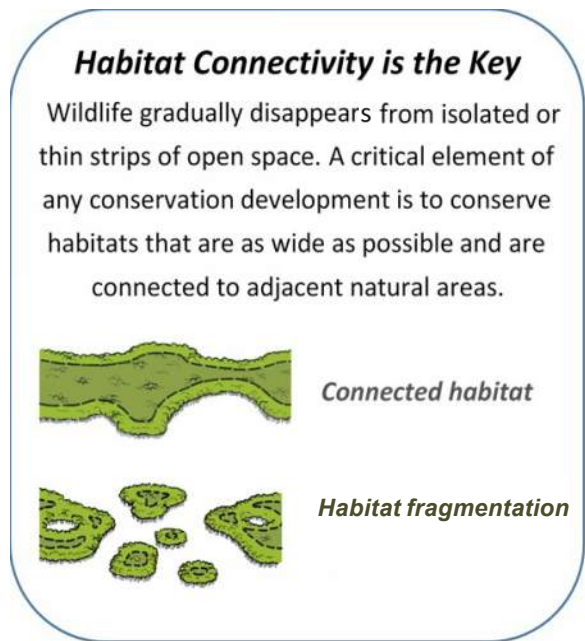 Habitat Connectivity is the Key
Wildlife gradually disappears from isolated or
thin strips of open space. A critical element of
any conservation development is to conserve
habitats that are as wide as possible and are
connected to adjacent natural areas.
Connected habitat
Habitat fragmentation